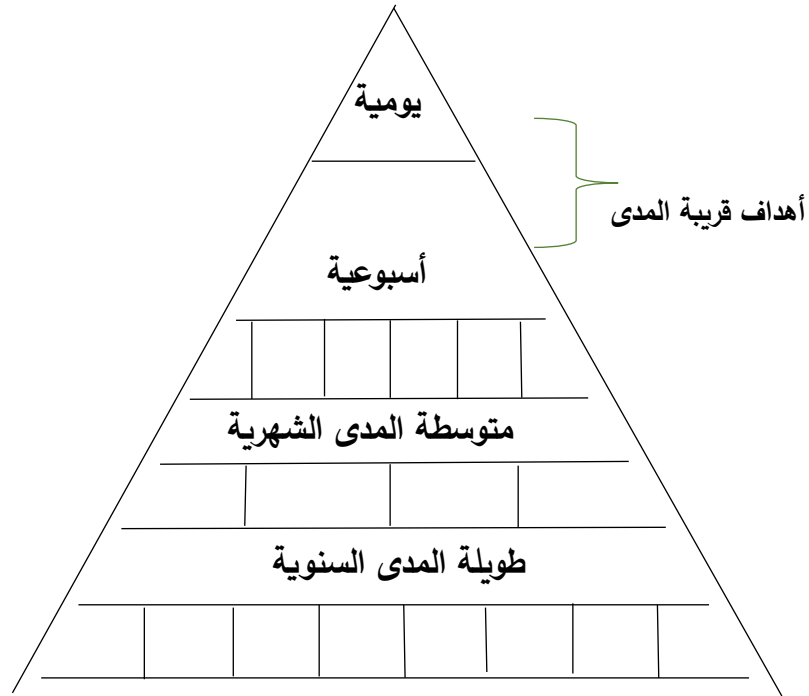 يومية
أهداف قريبة المدى
أسبوعية
متوسطة المدى الشهرية
طويلة المدى السنوية